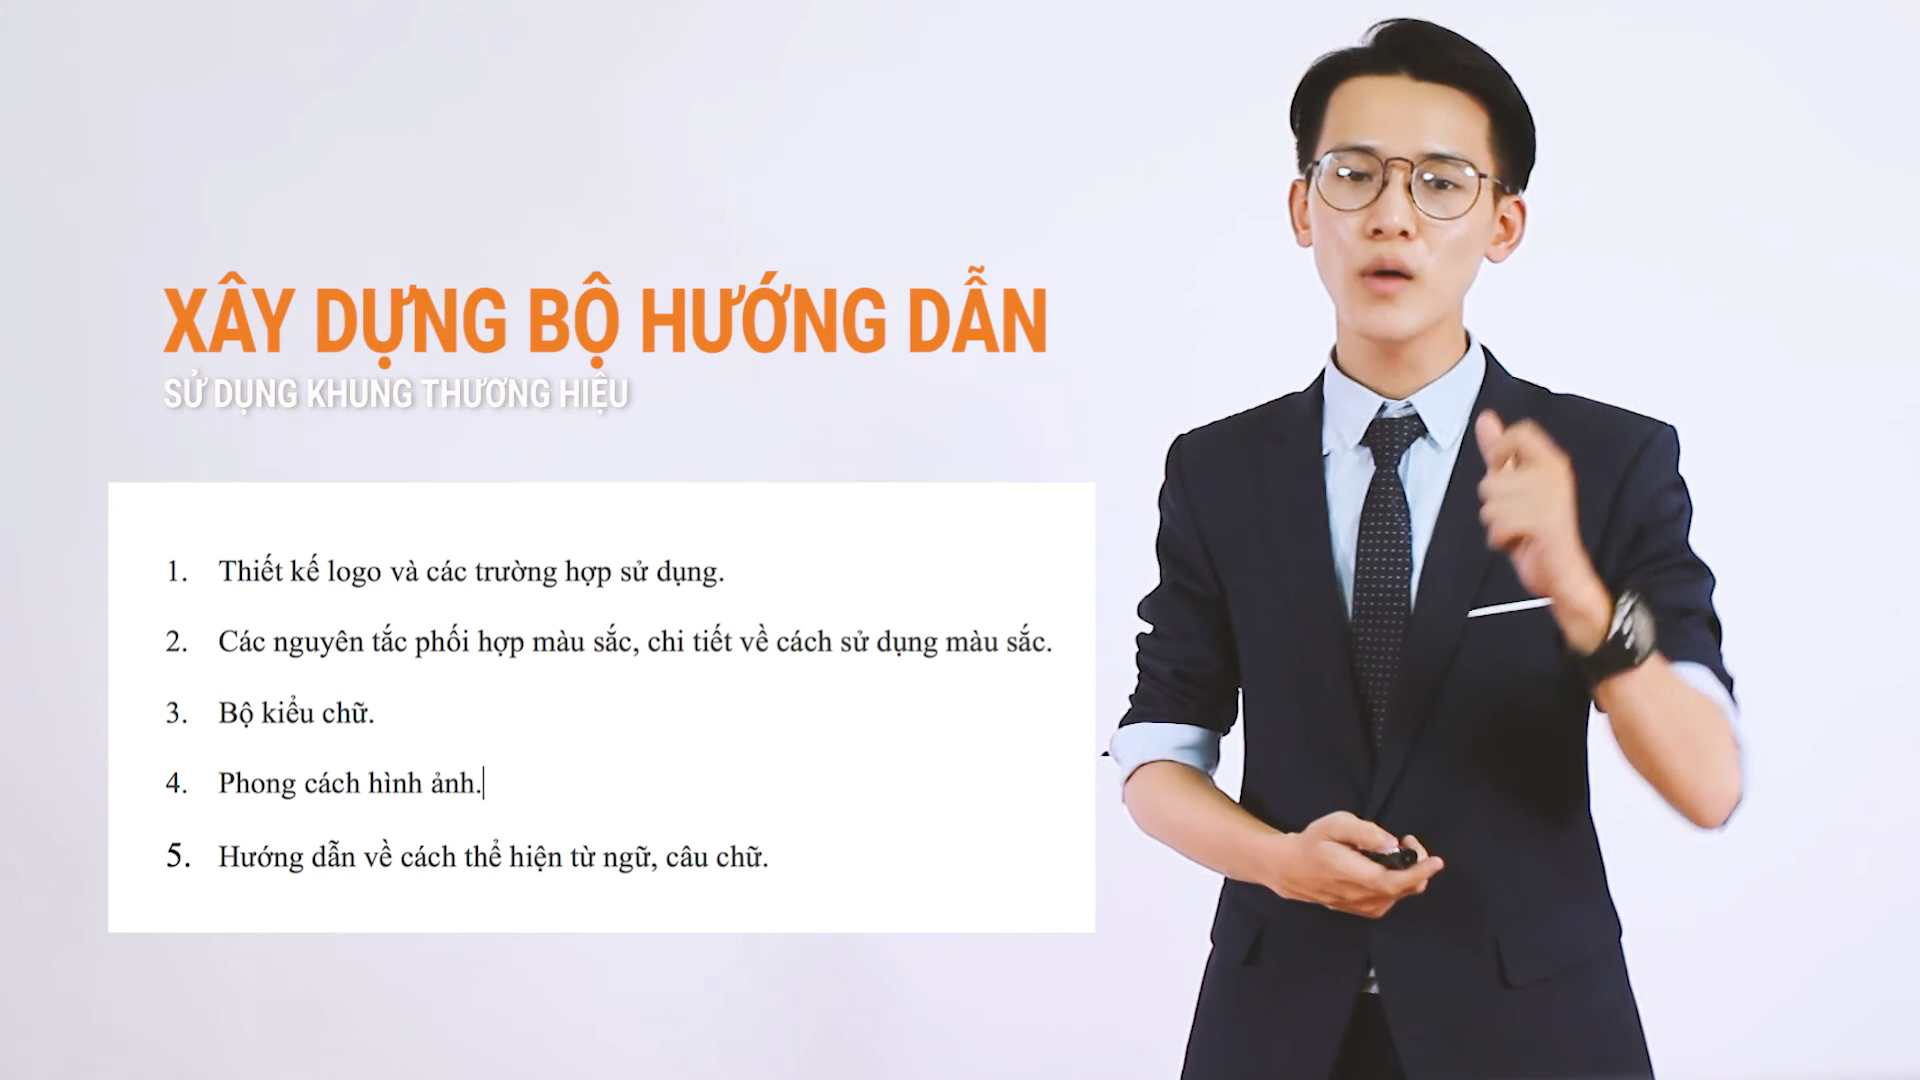 XÂY DỰNG BỘ HƯỚNG DẪN
SỬ DỤNG KHUNG THƯƠNG HIỆU
1. Thiết kế logo và các trường hợp sử dụng.
2. Các nguyên tắc phối hợp màu sắc, chi tiết về cách sử dụng màu sắc.
3. Bộ kiểu chữ.
4. Phong cách hình ảnh.
5. Hướng dẫn về cách thể hiện từ ngữ, câu chữ.